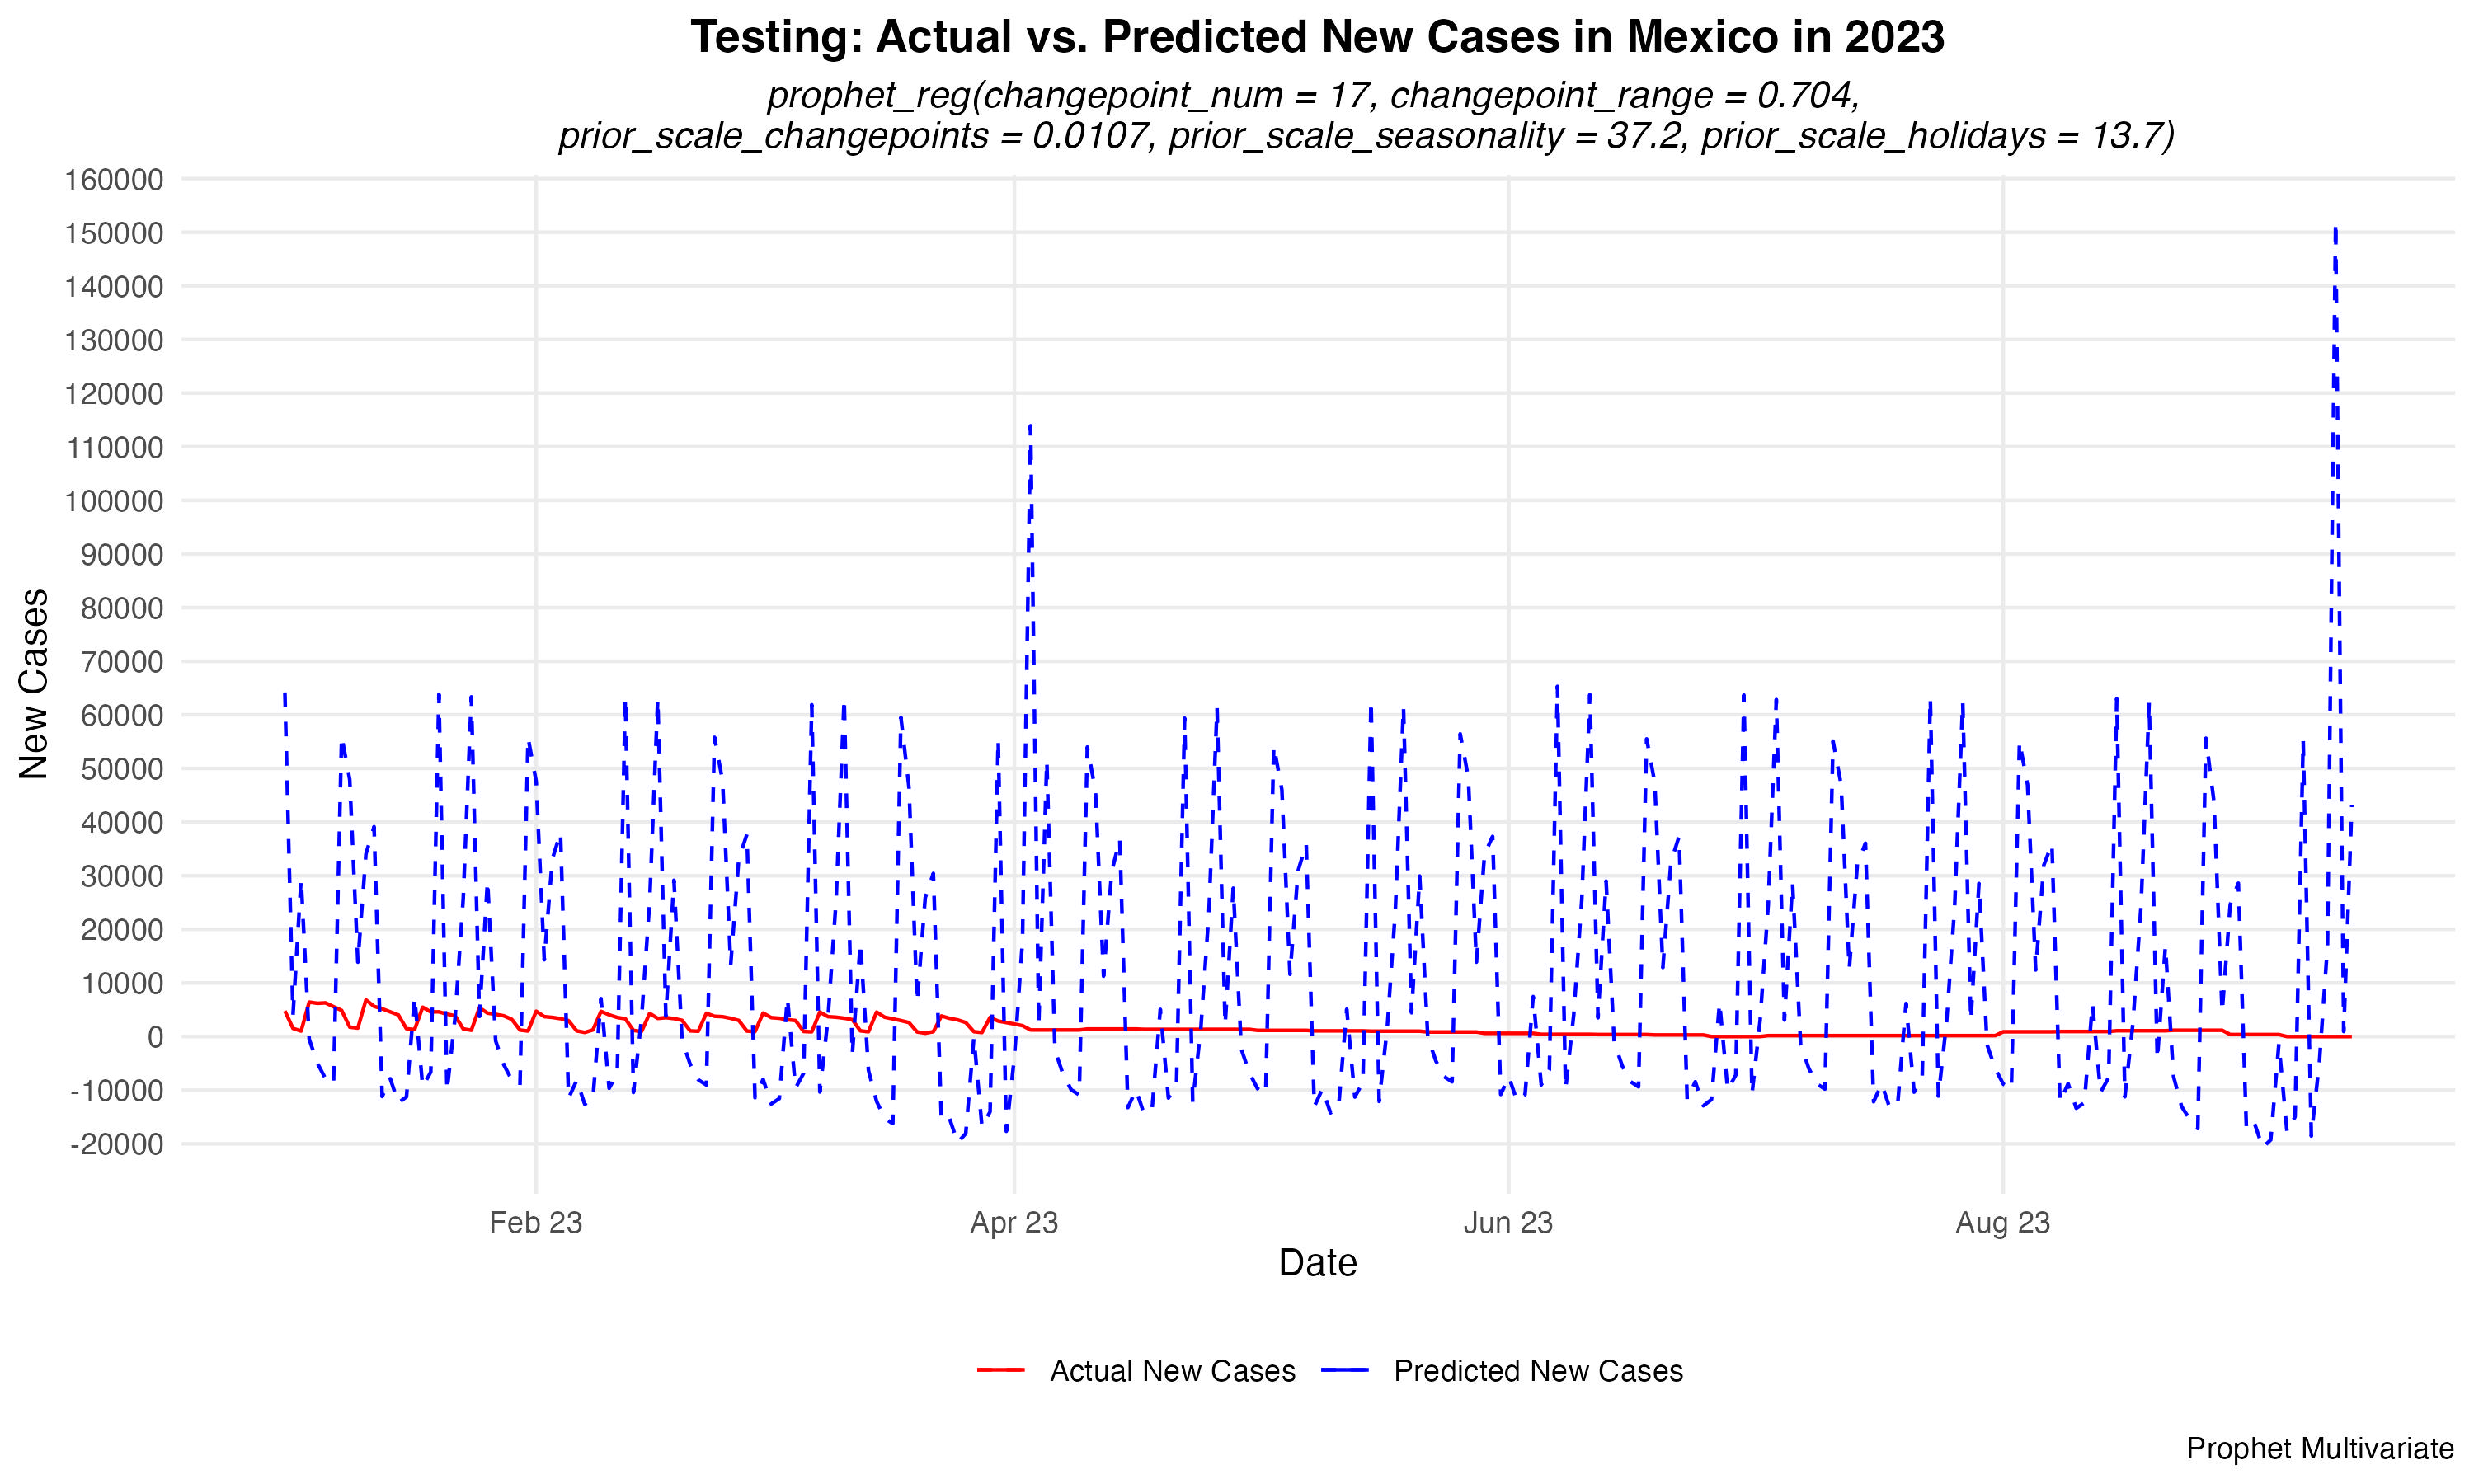 Testing: Actual vs. Predicted New Cases in Mexico in 2023
prophet_reg(changepoint_num = 17, changepoint_range = 0.704,
prior_scale_changepoints = 0.0107, prior_scale_seasonality = 37.2, prior_scale_holidays = 13.7)
160000
150000
140000
130000
120000
110000
100000
90000
80000
70000
60000
50000
40000
30000
20000
10000
0
-10000
-20000
New Cases
Feb 23
Apr 23
Jun 23
Aug 23
Date
Actual New Cases
Predicted New Cases
Prophet Multivariate